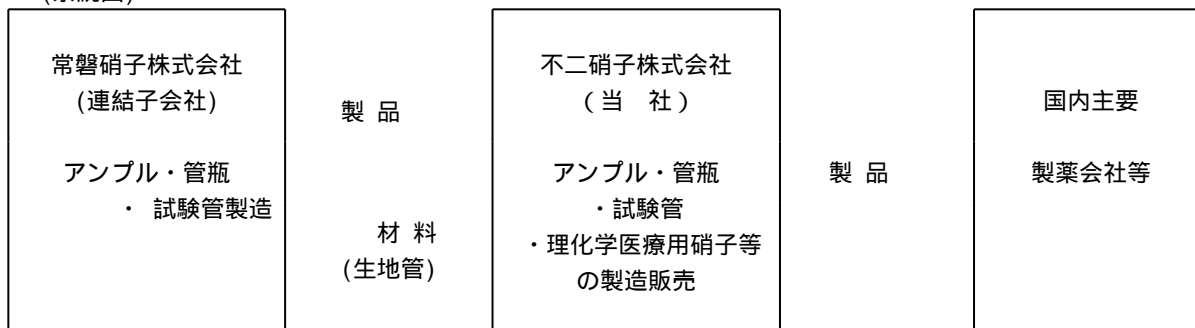 常磐硝子株式会社
(連結子会社)
アンプル・管瓶
・ 試験管製造
製 品
材 料
(生地管)
不二硝子株式会社
(当 社)
アンプル・管瓶
・試験管
・理化学医療用硝子等
の製造販売
製 品
国内主要
製薬会社等